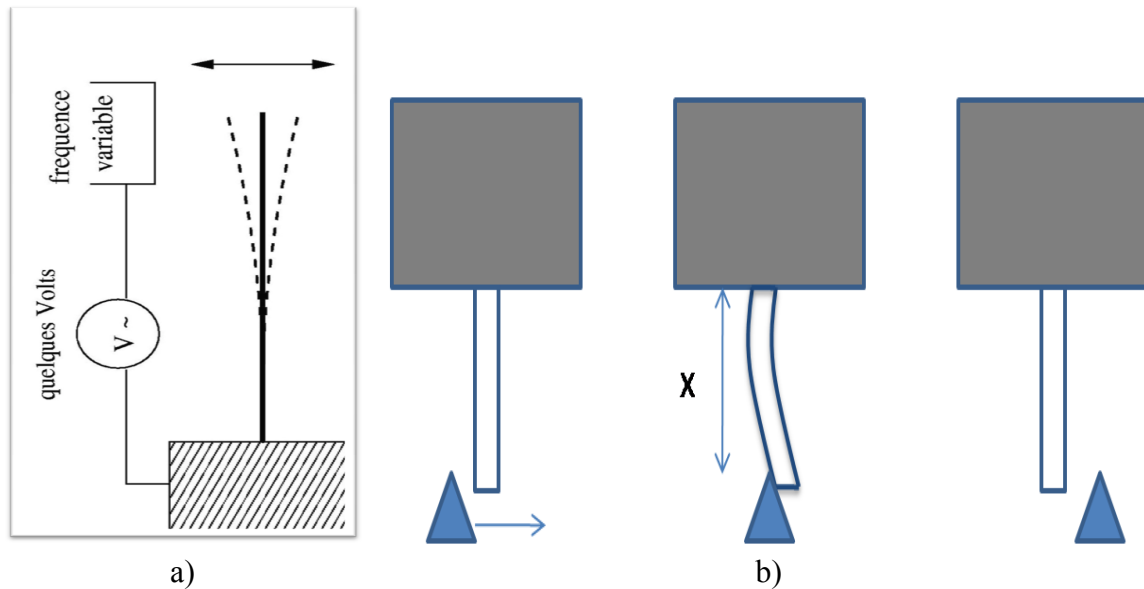 frequence
variable
quelques Volts
V ~
X
a)
b)